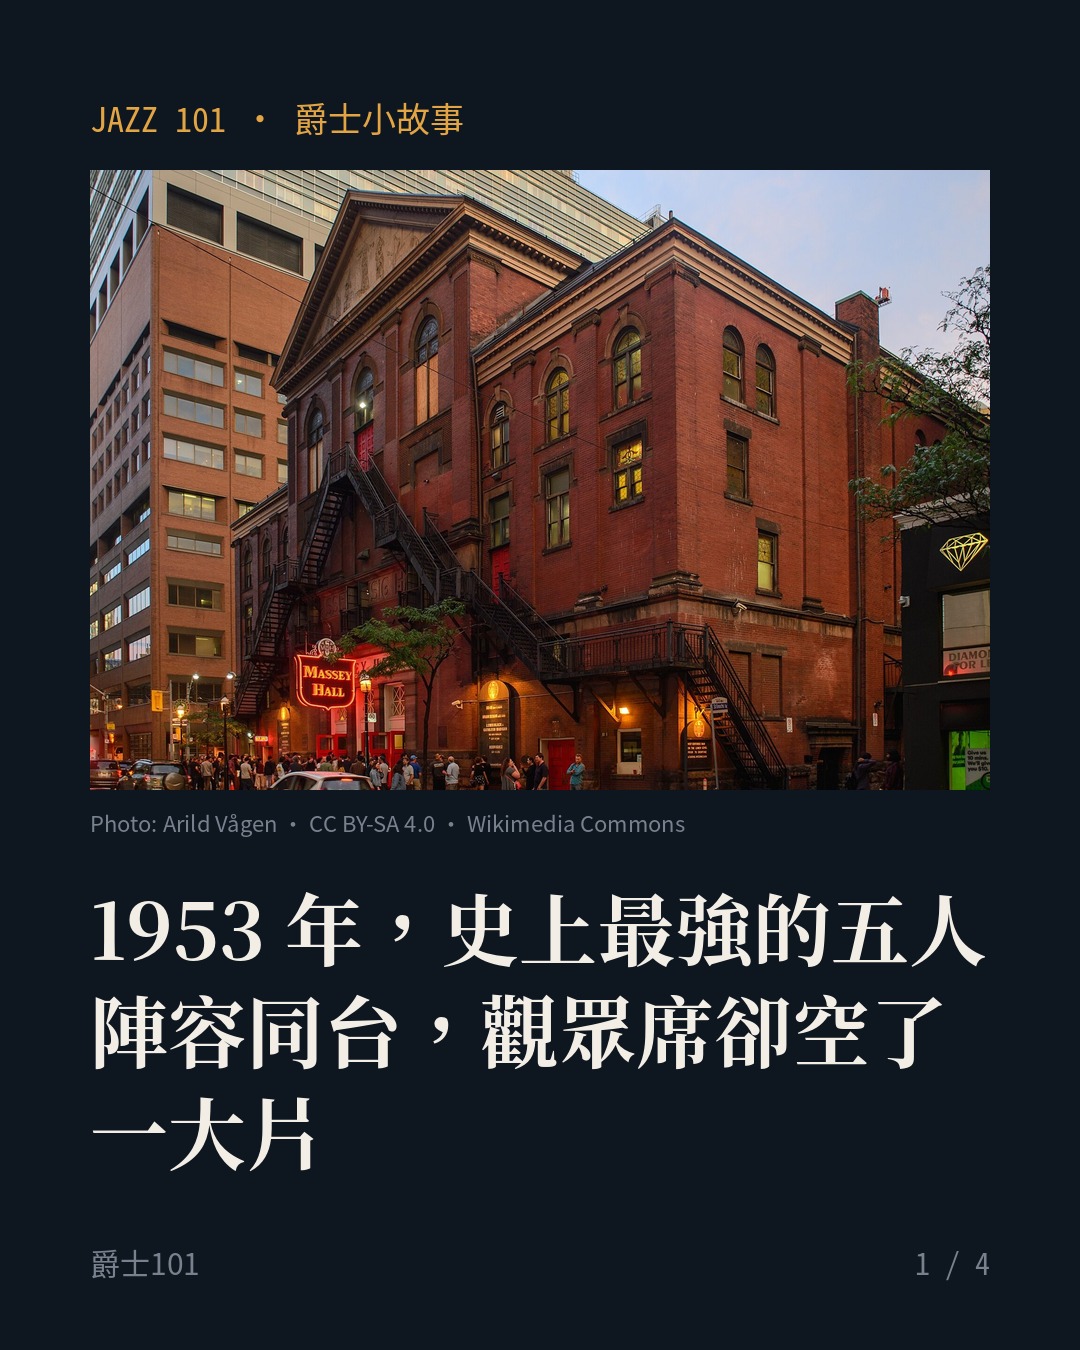 JAZZ 101 • 爵士小故事
MASSEY
HALL
DIAMO
Photo: Arild Vågen • CC BY-SA 4.0 • Wikimedia Commons
1953 年，史上最強的五人
陣容同台，觀眾席卻空了
一大片
爵士101
1 / 4